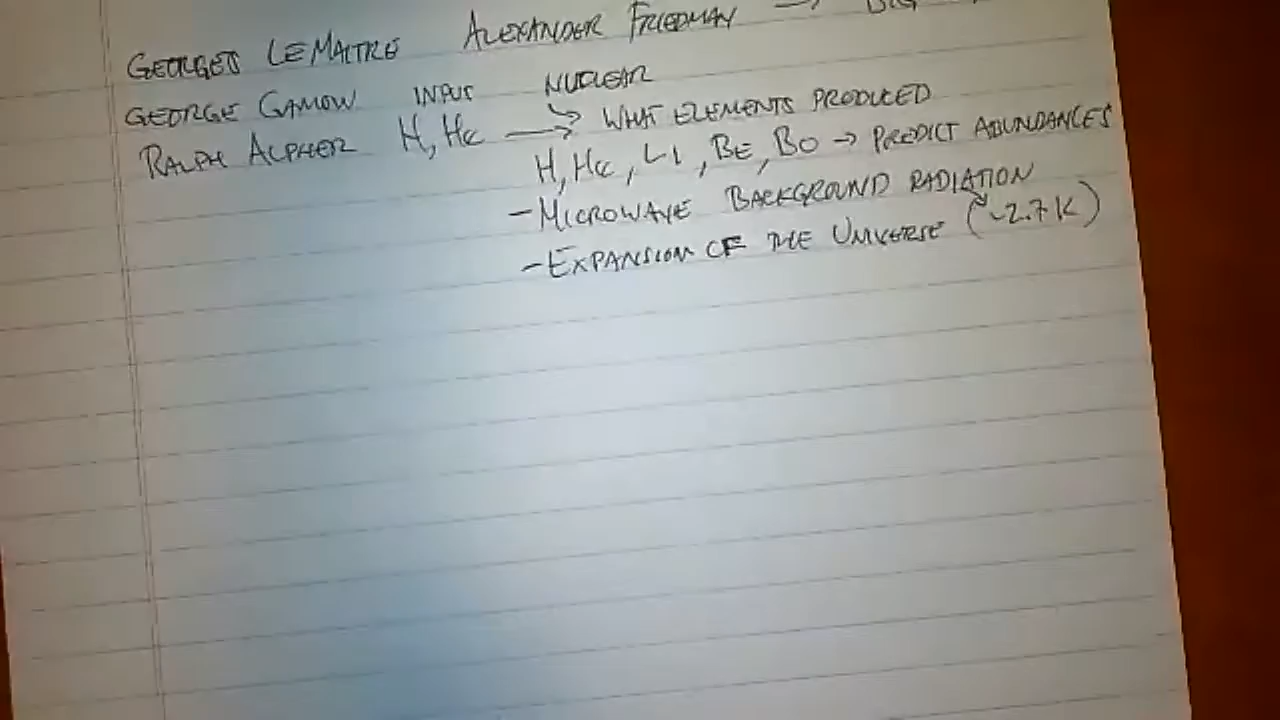 GEORGES LEMAITRE ALEXANDER FRIEDMAN →
GEORGE GAMOW INPUT NUCLEAR
RALPH ALPHER H, He → WHAT ELEMENTS PRODUCED
H, He, Li, BE, BO → PREDICT ABUNDANCES
- MICROWAVE BACKGROUND RADIATION
- EXPANSION OF THE UNIVERSE (~2.7K)